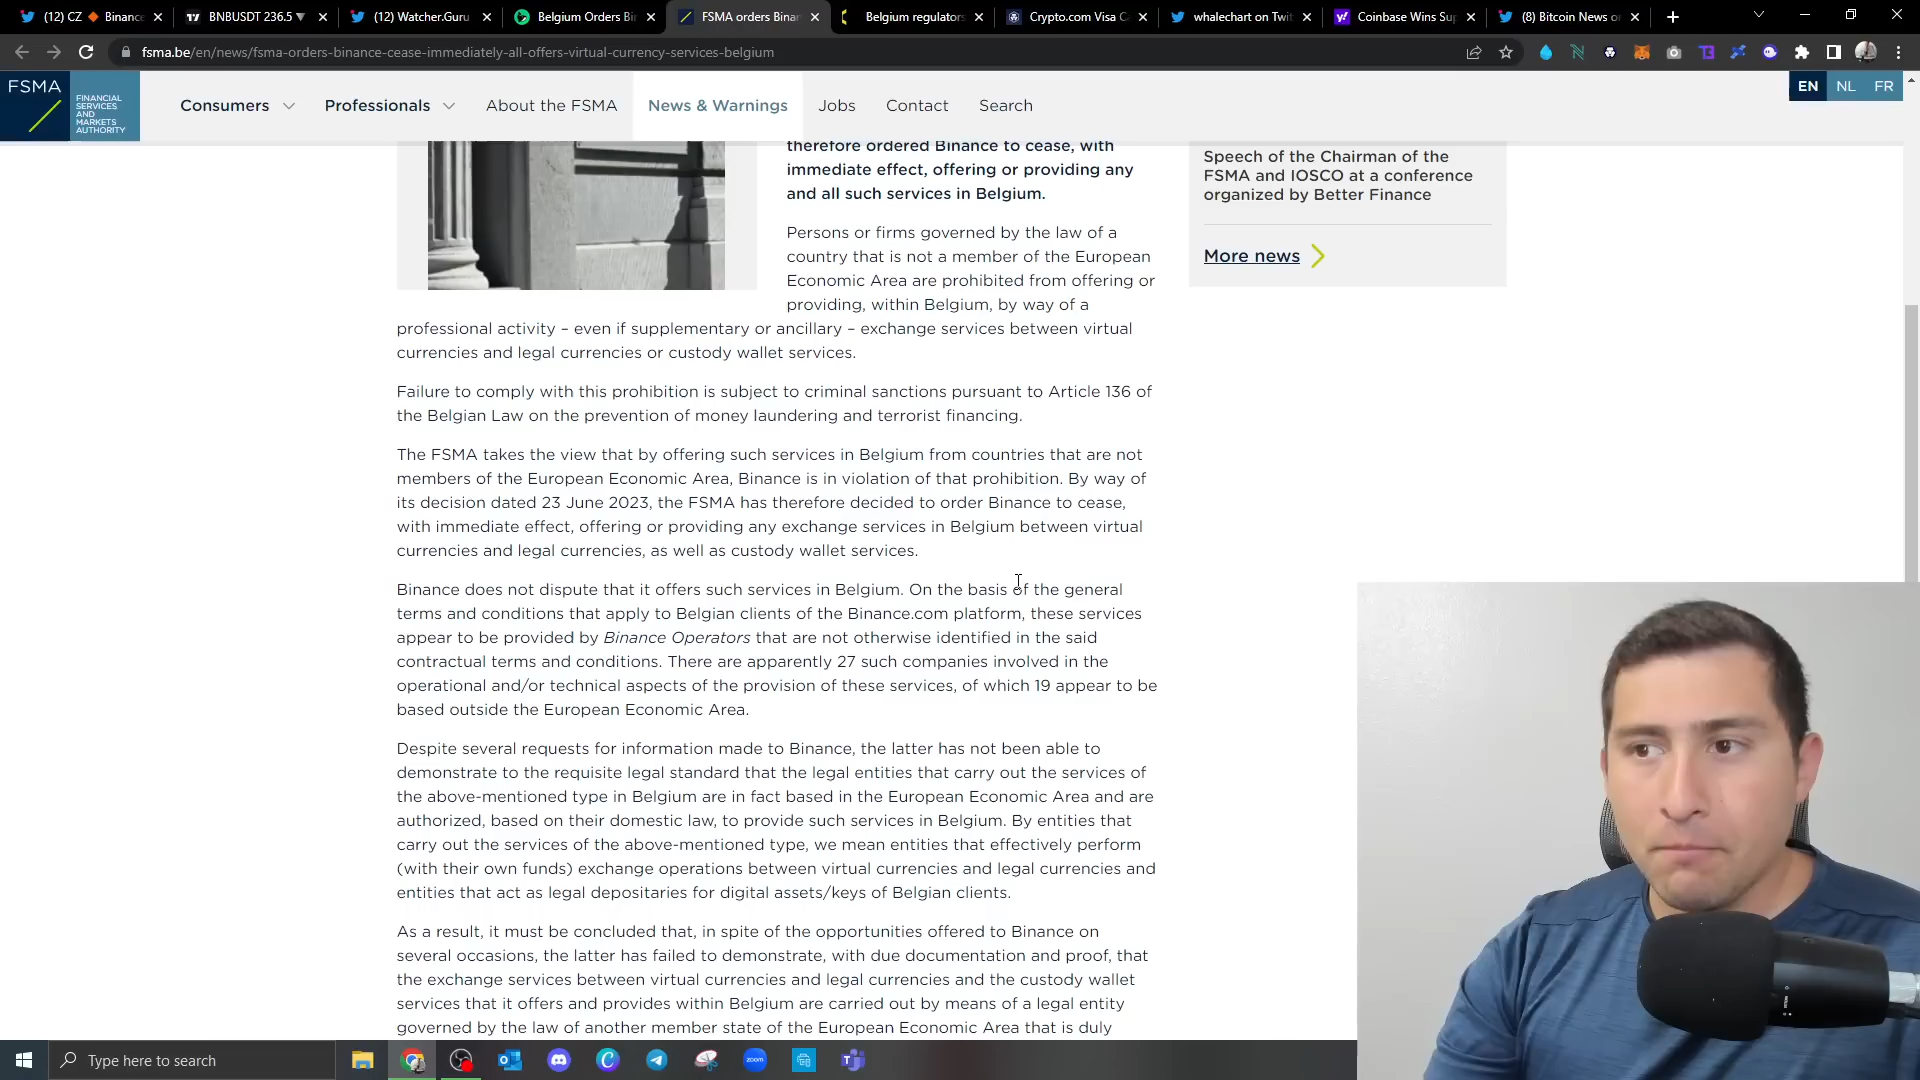 (12) CZ 🔶 Binance
BNBUSDT 236.5 ▼
(12) Watcher.Guru
Belgium Orders Bi
FSMA orders Binan
Belgium regulators
Crypto.com Visa C
whalechart on Twit
Coinbase Wins Sup
(8) Bitcoin News on
fsma.be/en/news/fsma-orders-binance-cease-immediately-all-offers-virtual-currency-services-belgium
FSMA
FINANCIAL
SERVICES
AND
MARKETS
AUTHORITY
Consumers
Professionals
About the FSMA
News & Warnings
Jobs
Contact
Search
EN NL FR
therefore ordered Binance to cease, with
immediate effect, offering or providing any
and all such services in Belgium.
Persons or firms governed by the law of a
country that is not a member of the European
Economic Area are prohibited from offering or
providing, within Belgium, by way of a
professional activity – even if supplementary or ancillary – exchange services between virtual
currencies and legal currencies or custody wallet services.
Failure to comply with this prohibition is subject to criminal sanctions pursuant to Article 136 of
the Belgian Law on the prevention of money laundering and terrorist financing.
The FSMA takes the view that by offering such services in Belgium from countries that are not
members of the European Economic Area, Binance is in violation of that prohibition. By way of
its decision dated 23 June 2023, the FSMA has therefore decided to order Binance to cease,
with immediate effect, offering or providing any exchange services in Belgium between virtual
currencies and legal currencies, as well as custody wallet services.
Binance does not dispute that it offers such services in Belgium. On the basis of the general
terms and conditions that apply to Belgian clients of the Binance.com platform, these services
appear to be provided by Binance Operators that are not otherwise identified in the said
contractual terms and conditions. There are apparently 27 such companies involved in the
operational and/or technical aspects of the provision of these services, of which 19 appear to be
based outside the European Economic Area.
Despite several requests for information made to Binance, the latter has not been able to
demonstrate to the requisite legal standard that the legal entities that carry out the services of
the above-mentioned type in Belgium are in fact based in the European Economic Area and are
authorized, based on their domestic law, to provide such services in Belgium. By entities that
carry out the services of the above-mentioned type, we mean entities that effectively perform
(with their own funds) exchange operations between virtual currencies and legal currencies and
entities that act as legal depositaries for digital assets/keys of Belgian clients.
As a result, it must be concluded that, in spite of the opportunities offered to Binance on
several occasions, the latter has failed to demonstrate, with due documentation and proof, that
the exchange services between virtual currencies and legal currencies and the custody wallet
services that it offers and provides within Belgium are carried out by means of a legal entity
governed by the law of another member state of the European Economic Area that is duly
Speech of the Chairman of the
FSMA and IOSCO at a conference
organized by Better Finance
More news
Type here to search
zoom